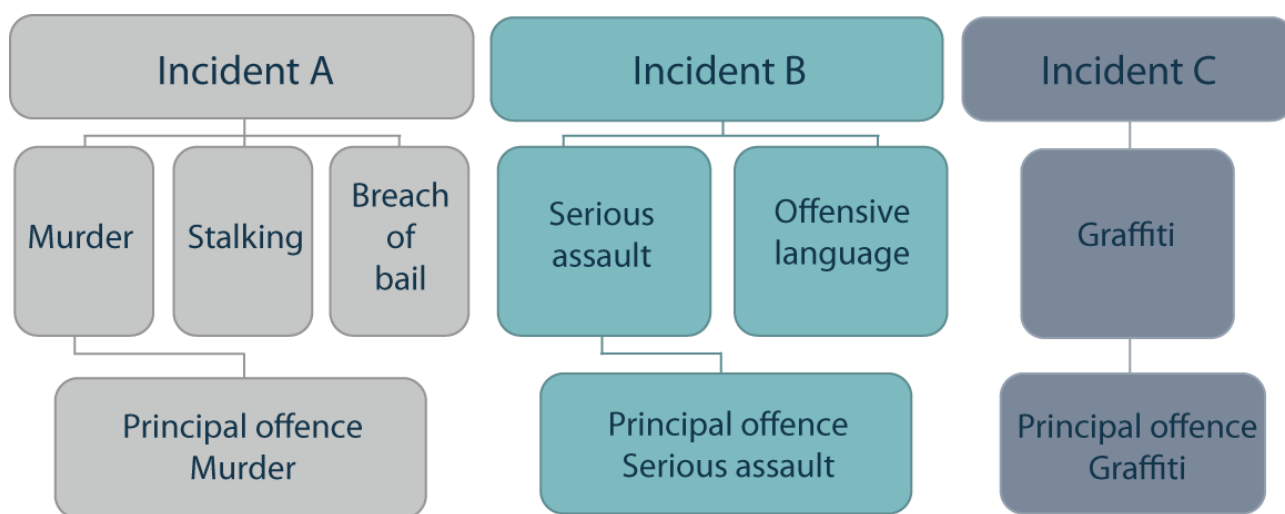 Incident A
Incident B
Incident C
Murder
Stalking
Breach
of
bail
Serious
assault
Offensive
language
Graffiti
Principal offence
Murder
Principal offence
Serious assault
Principal offence
Graffiti